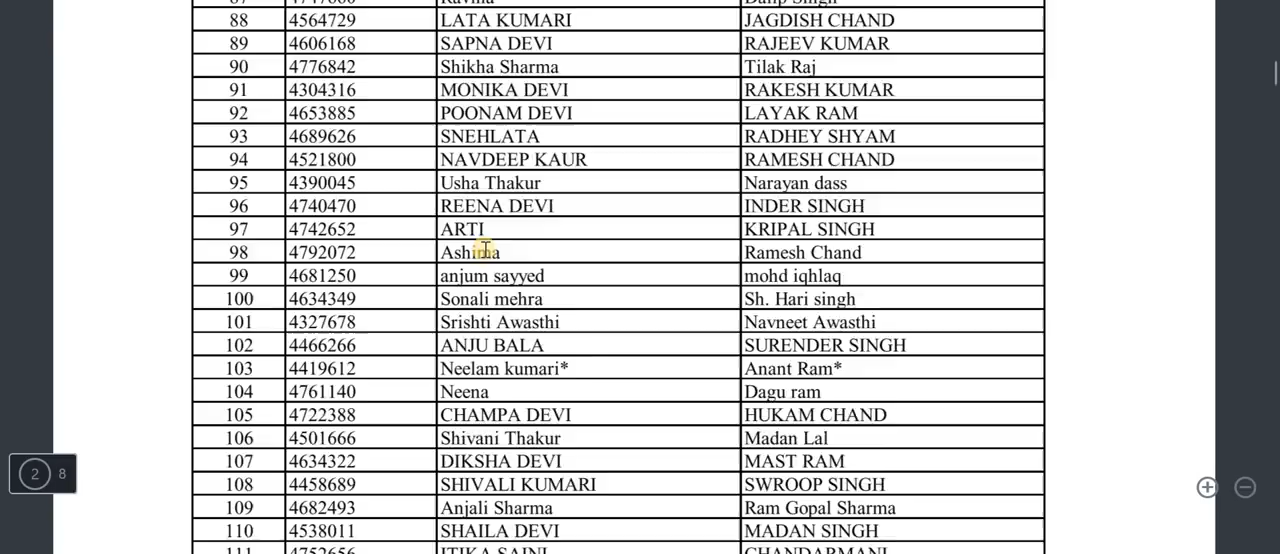 88 4564729 LATA KUMARI JAGDISH CHAND
89 4606168 SAPNA DEVI RAJEEV KUMAR
90 4776842 Shikha Sharma Tilak Raj
91 4304316 MONIKA DEVI RAKESH KUMAR
92 4653885 POONAM DEVI LAYAK RAM
93 4689626 SNEHLATA RADHEY SHYAM
94 4521800 NAVDEEP KAUR RAMESH CHAND
95 4390045 Usha Thakur Narayan dass
96 4740470 REENA DEVI INDER SINGH
97 4742652 ARTI KRIPAL SINGH
98 4792072 Ashima Ramesh Chand
99 4681250 anjum sayyed mohd iqhlaq
100 4634349 Sonali mehra Sh. Hari singh
101 4327678 Srishti Awasthi Navneet Awasthi
102 4466266 ANJU BALA SURENDER SINGH
103 4419612 Neelam kumari* Anant Ram*
104 4761140 Neena Dagu ram
105 4722388 CHAMPA DEVI HUKAM CHAND
106 4501666 Shivani Thakur Madan Lal
107 4634322 DIKSHA DEVI MAST RAM
108 4458689 SHIVALI KUMARI SWROOP SINGH
109 4682493 Anjali Sharma Ram Gopal Sharma
110 4538011 SHAILA DEVI MADAN SINGH
111 4752656 ITIKA SAINI CHANDARMANI
2 8